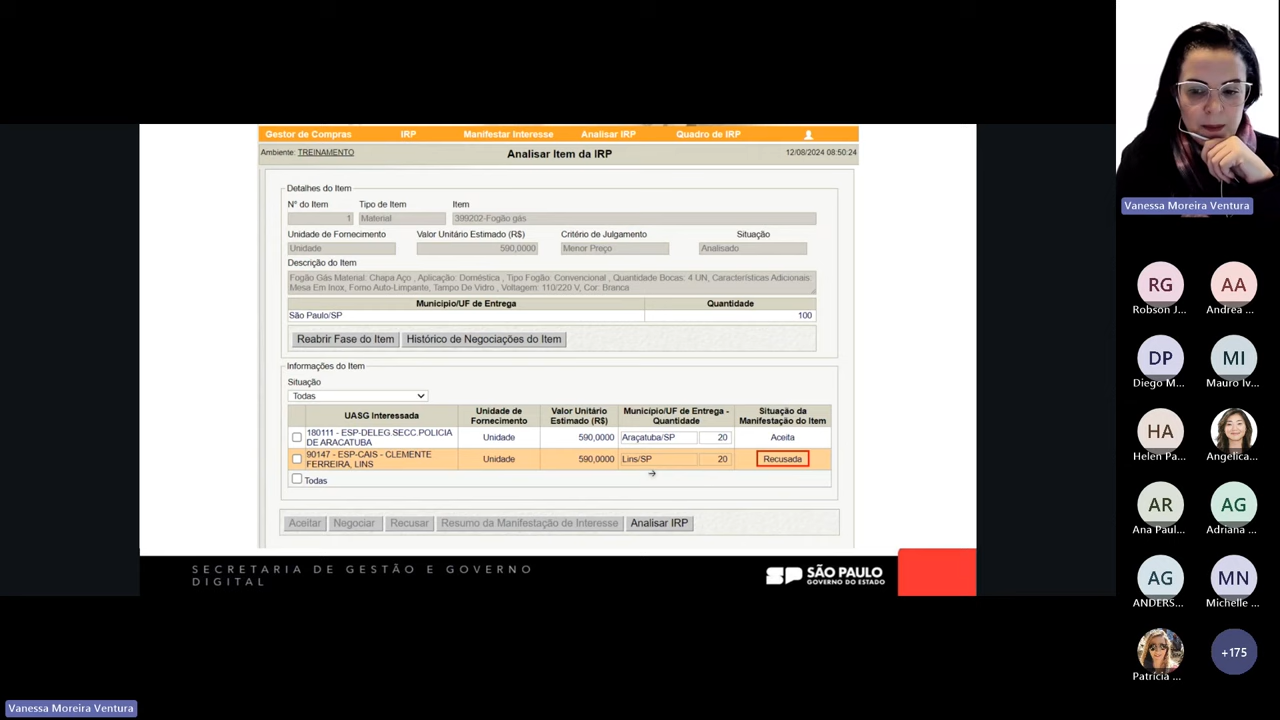 Gestor de Compras IRP Manifestar Interesse Analisar IRP Quadro de IRP
Ambiente: TREINAMENTO Analisar Item da IRP 12/08/2024 08:50:24
Detalhes do Item
Nº do Item Tipo de Item Item
1 Material 399202-Fogão gás
Unidade de Fornecimento Valor Unitário Estimado (R$) Critério de Julgamento Situação
Unidade 590,0000 Menor Preço Analisado
Descrição do Item
Fogão Gás Material: Chapa Aço , Aplicação: Doméstica , Tipo Fogão: Convencional , Quantidade Bocas: 4 UN, Características Adicionais:
Mesa Em Inox, Forno Auto-Limpante, Tampo De Vidro , Voltagem: 110/220 V, Cor: Branca
Município/UF de Entrega Quantidade
São Paulo/SP 100
Reabrir Fase do Item Histórico de Negociações do Item
Informações do Item
Situação
Todas
UASG Interessada Unidade de Fornecimento Valor Unitário Estimado (R$) Município/UF de Entrega - Quantidade Situação da Manifestação do Item
180111 - ESP-DELEG.SECC.POLICIA DE ARACATUBA Unidade 590,0000 Araçatuba/SP 20 Aceita
90147 - ESP-CAIS - CLEMENTE FERREIRA, LINS Unidade 590,0000 Lins/SP 20 Recusada
Todas
Aceitar Negociar Recusar Resumo da Manifestação de Interesse Analisar IRP
SECRETARIA DE GESTÃO E GOVERNO
DIGITAL
SP SÃO PAULO
GOVERNO DO ESTADO
Vanessa Moreira Ventura
RG AA
Robson J... Andrea ...
DP MI
Diego M... Mauro Iv...
HA
Helen Pa... Angelica...
AR AG
Ana Paul... Adriana ...
AG MN
ANDERS... Michelle ...
+175
Patrícia ...
Vanessa Moreira Ventura